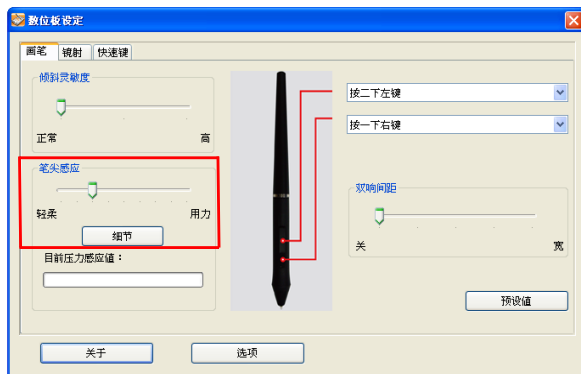 数位板设定
画笔 镜射 快速键
倾斜灵敏度
正常 高
笔尖感应
轻柔 用力
细节
目前压力感应值：
按二下左键
按一下右键
双响间距
关 宽
预设值
关于 选项